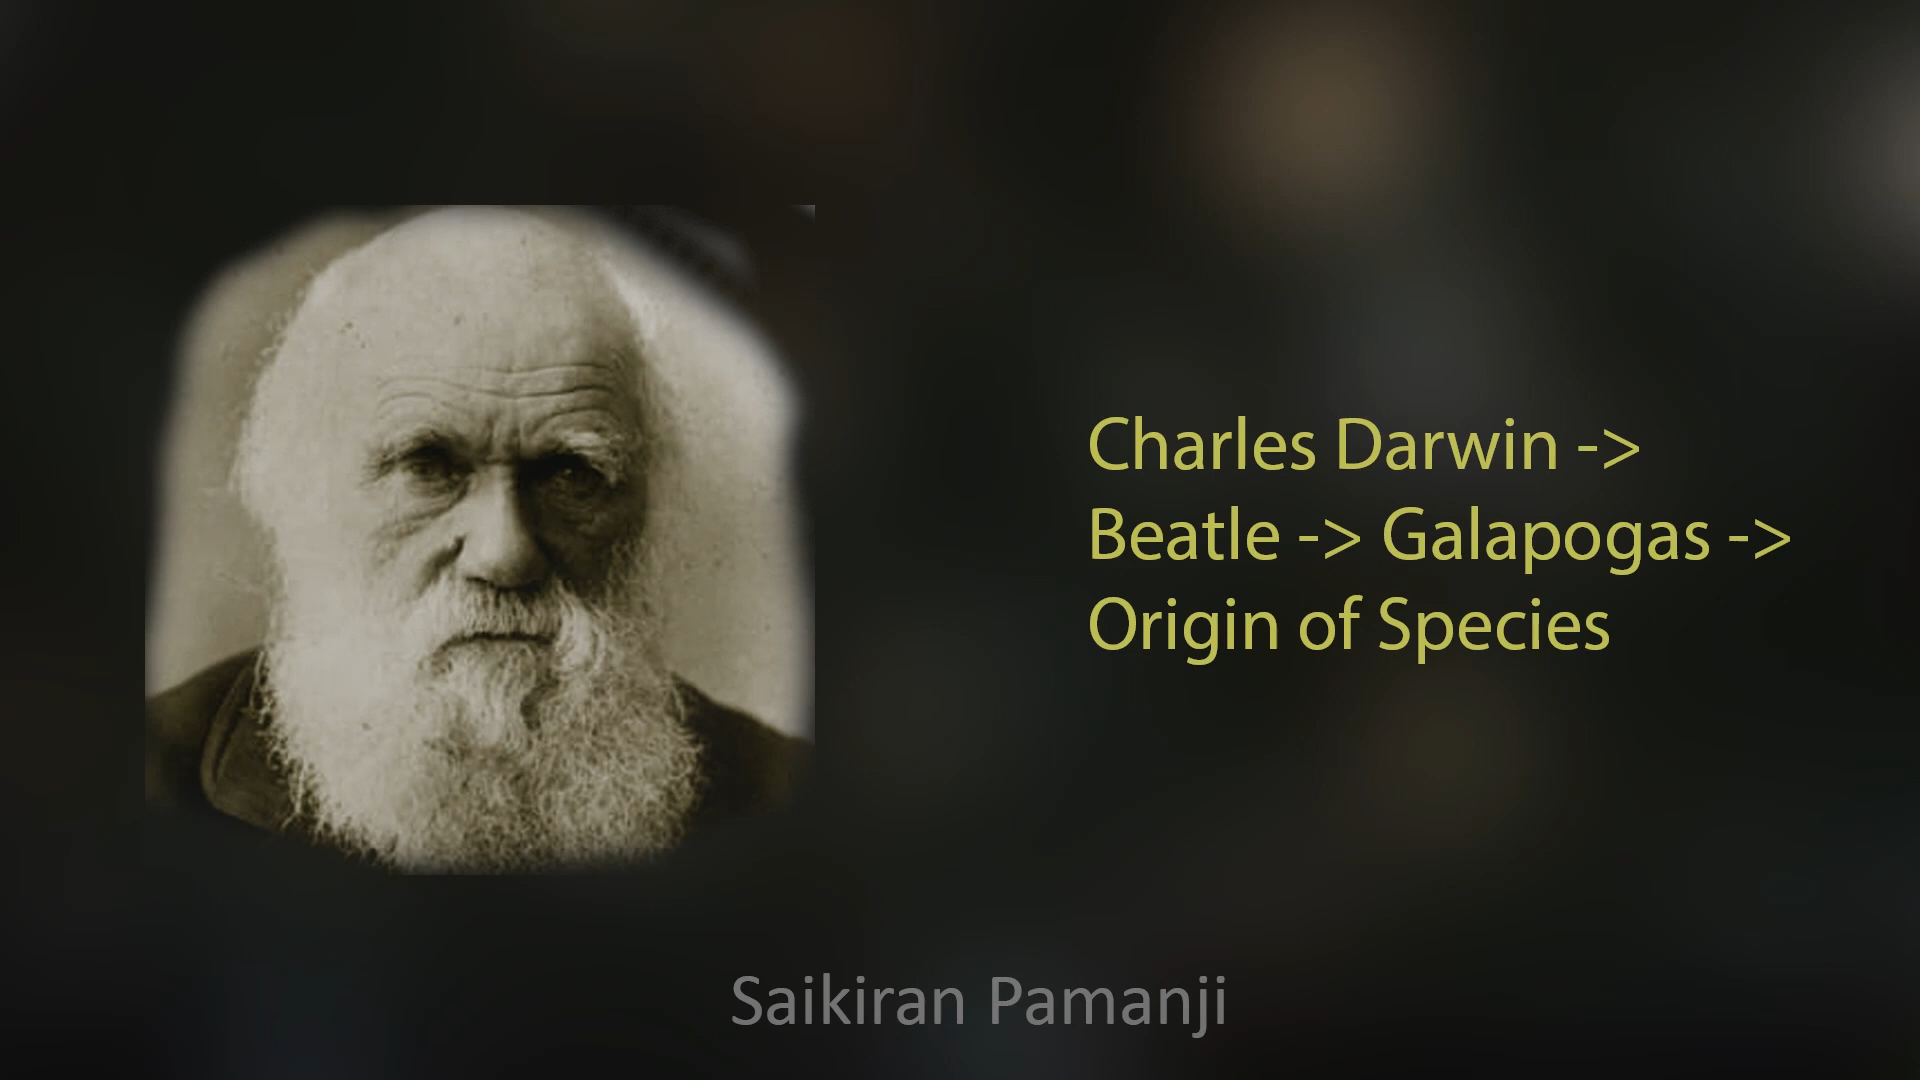 Charles Darwin ->
Beatle -> Galapogas ->
Origin of Species
Saikiran Pamanji